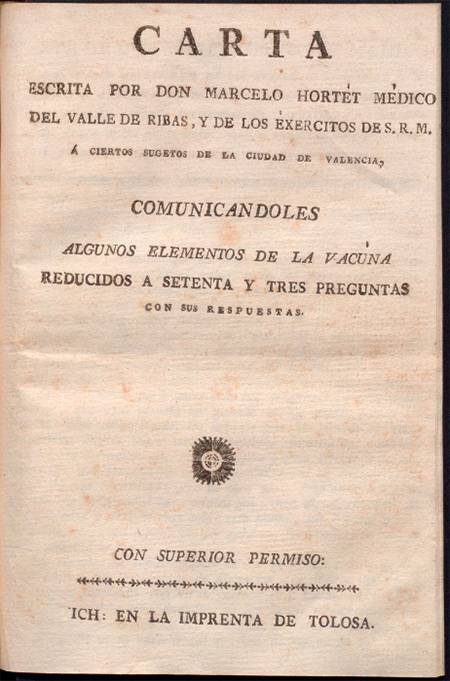 CARTA
ESCRITA POR DON MARCELO HORTÉT MÉDICO
DEL VALLE DE RIBAS, Y DE LOS EXERCITOS DE S. R. M.
Á CIERTOS SUGETOS DE LA CIUDAD DE VALENCIA,
COMUNICANDOLES
ALGUNOS ELEMENTOS DE LA VACÚNA
REDUCIDOS A SETENTA Y TRES PREGUNTAS
CON SUS RESPUESTAS.
CON SUPERIOR PERMISO:
ICH: EN LA IMPRENTA DE TOLOSA.